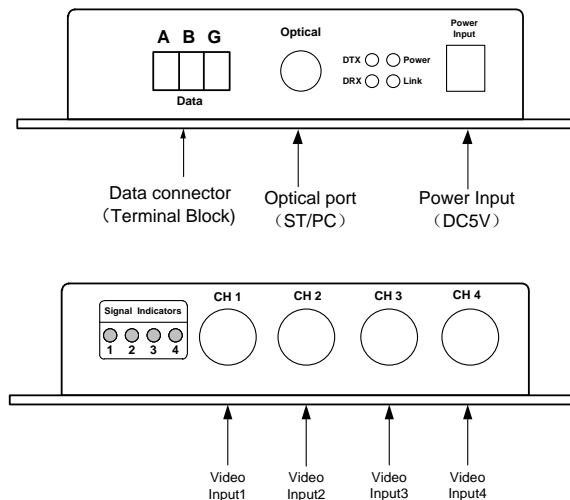 A B G
Data
Optical
DTX
Power
DRX
Link
Power
Input
Data connector
（Terminal Block)
Optical port
（ST/PC）
Power Input
（DC5V）
Signal Indicators
1 2 3 4
CH 1
CH 2
CH 3
CH 4
Video
Input1
Video
Input2
Video
Input3
Video
Input4